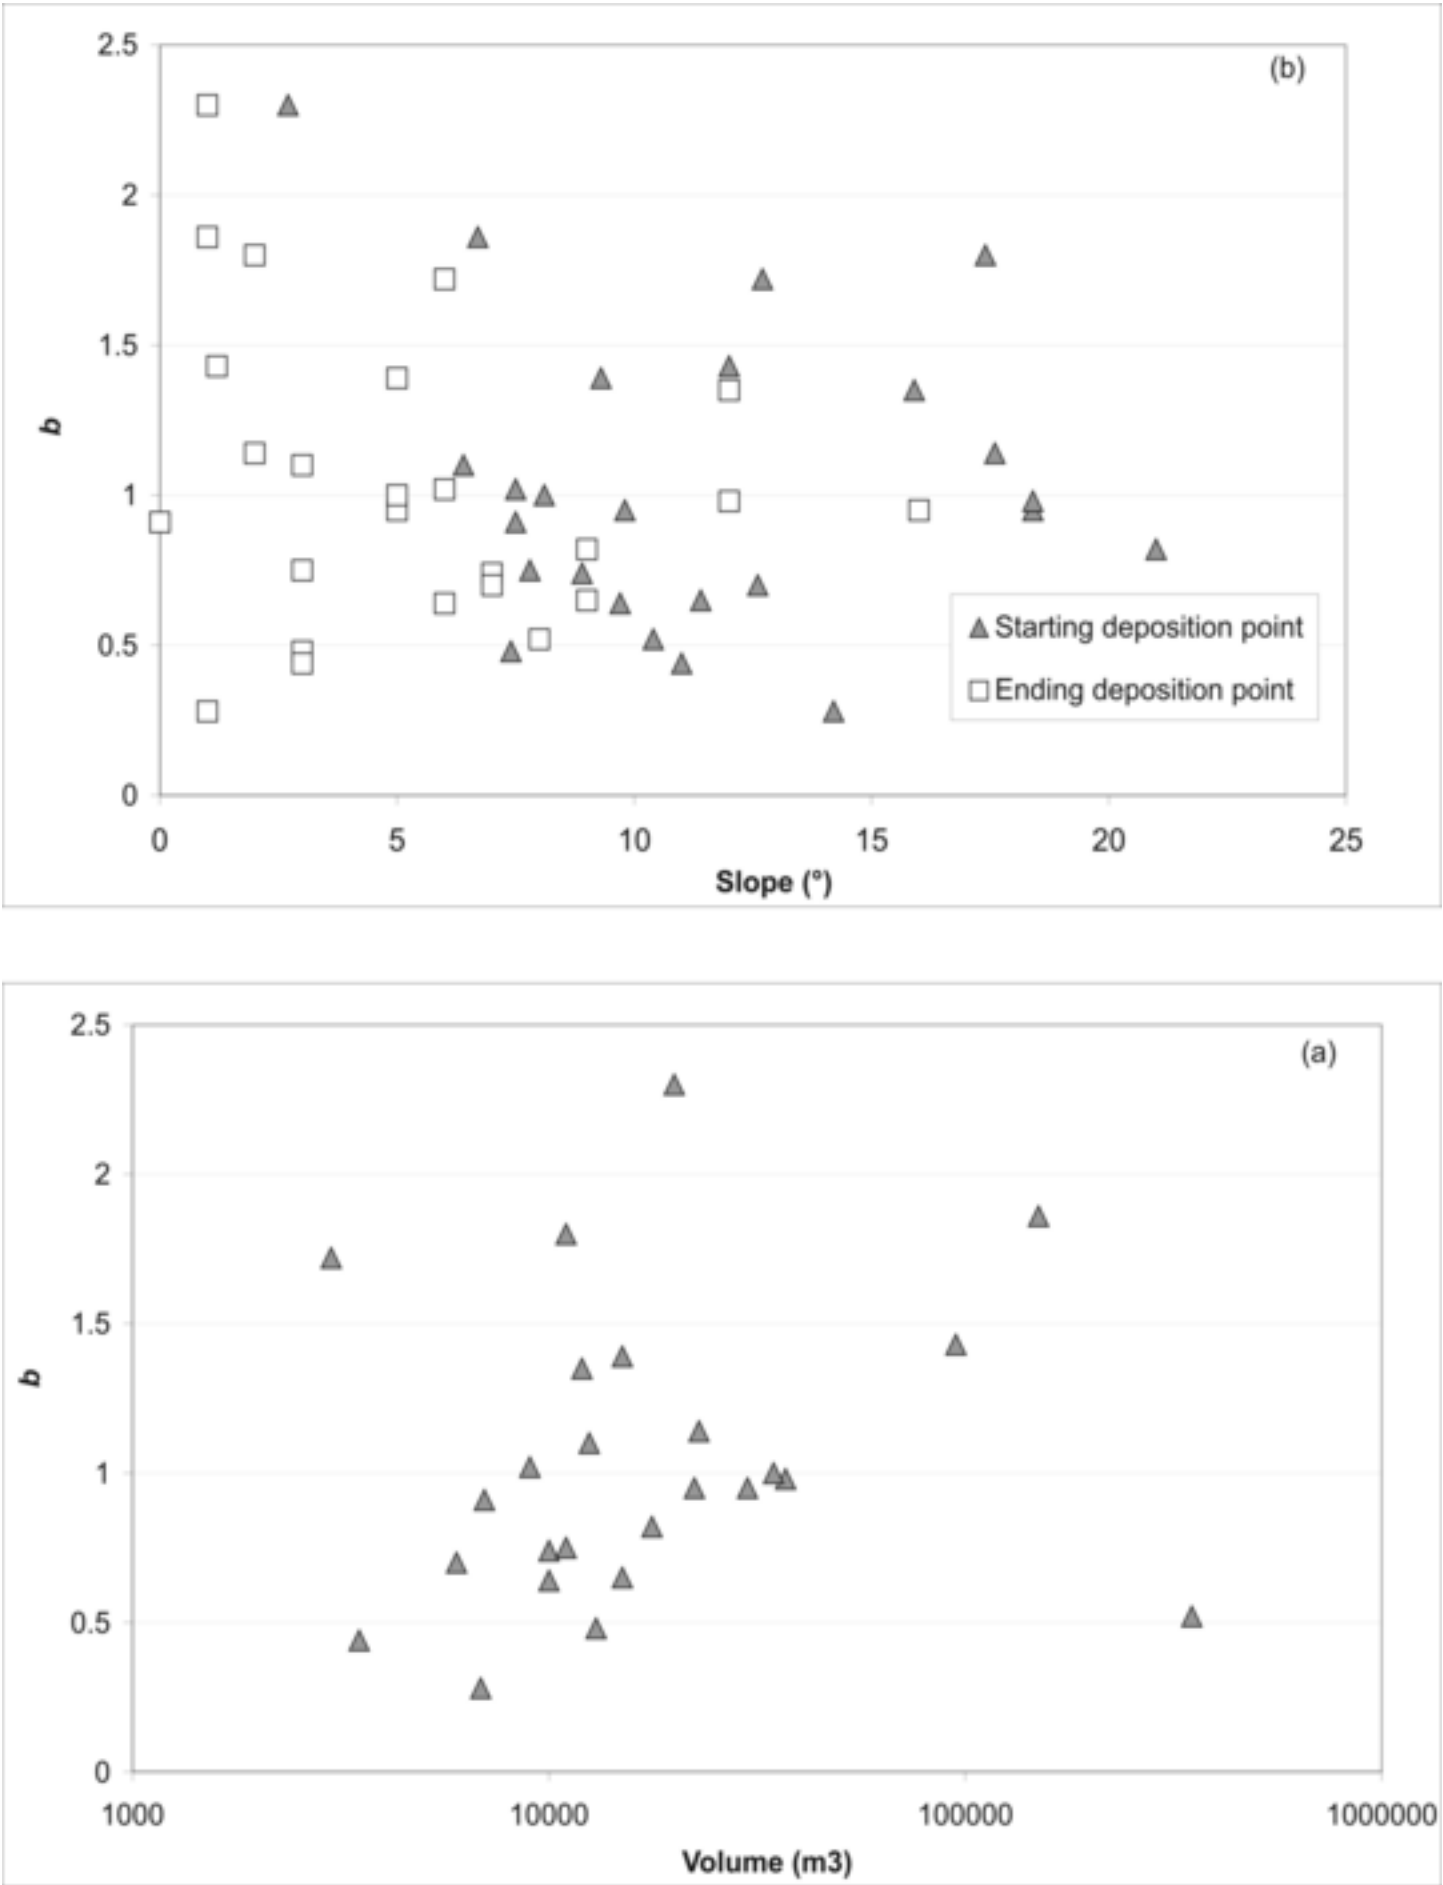 (b)
2.5
2
1.5
1
0.5
0
b
0 5 10 15 20 25
Slope (°)
Starting deposition point
Ending deposition point
(a)
2.5
2
1.5
1
0.5
0
b
1000 10000 100000 1000000
Volume (m3)